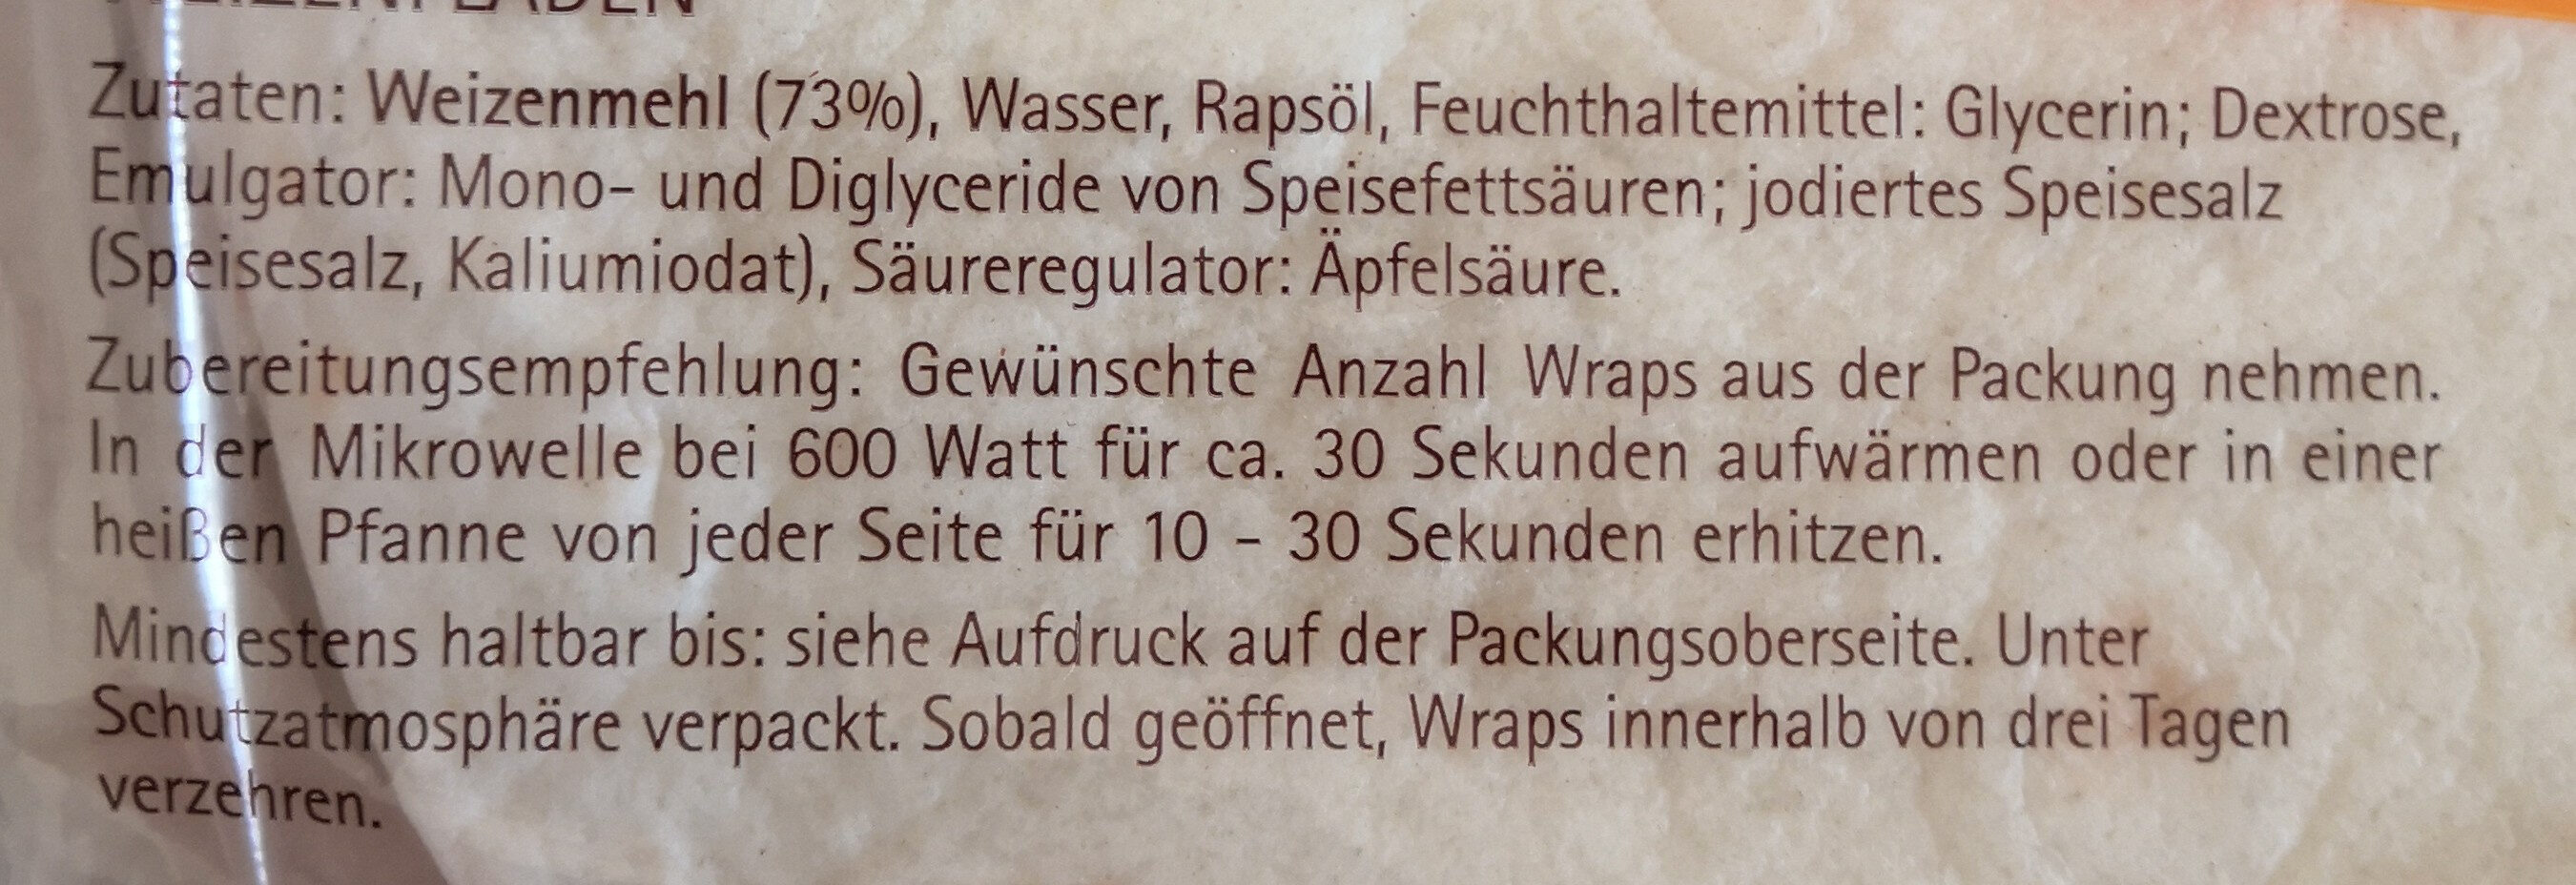 WEIZENFLADEN
Zutaten: Weizenmehl (73%), Wasser, Rapsöl, Feuchthaltemittel: Glycerin; Dextrose,
Emulgator: Mono- und Diglyceride von Speisefettsäuren; jodiertes Speisesalz
(Speisesalz, Kaliumiodat), Säureregulator: Äpfelsäure.
Zubereitungsempfehlung: Gewünschte Anzahl Wraps aus der Packung nehmen.
In der Mikrowelle bei 600 Watt für ca. 30 Sekunden aufwärmen oder in einer
heißen Pfanne von jeder Seite für 10 - 30 Sekunden erhitzen.
Mindestens haltbar bis: siehe Aufdruck auf der Packungsoberseite. Unter
Schutzatmosphäre verpackt. Sobald geöffnet, Wraps innerhalb von drei Tagen
verzehren.